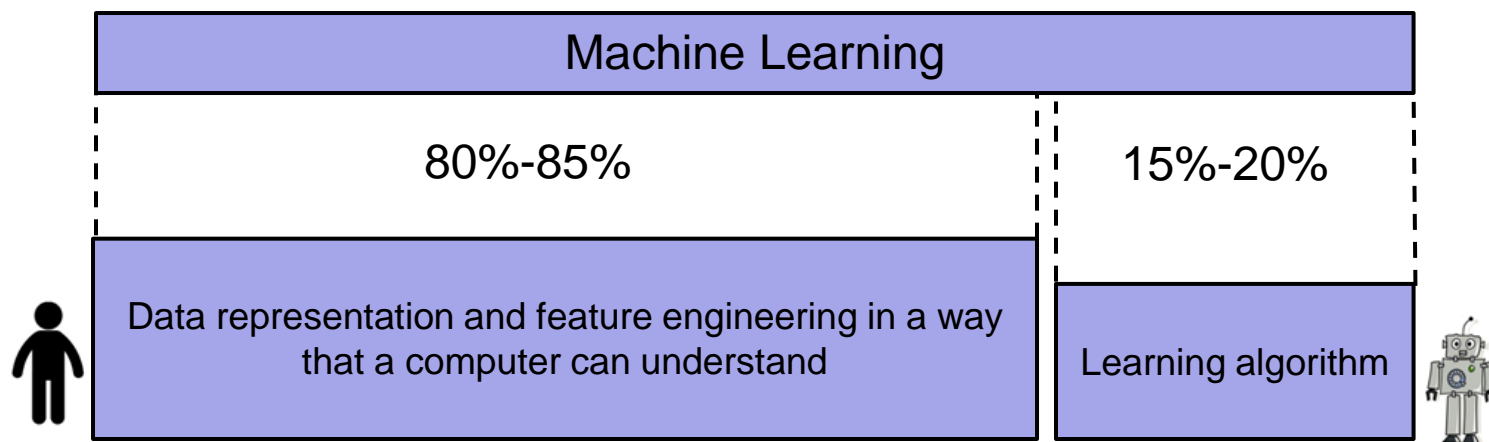 Machine Learning
80%-85%
15%-20%
Data representation and feature engineering in a way
that a computer can understand
Learning algorithm